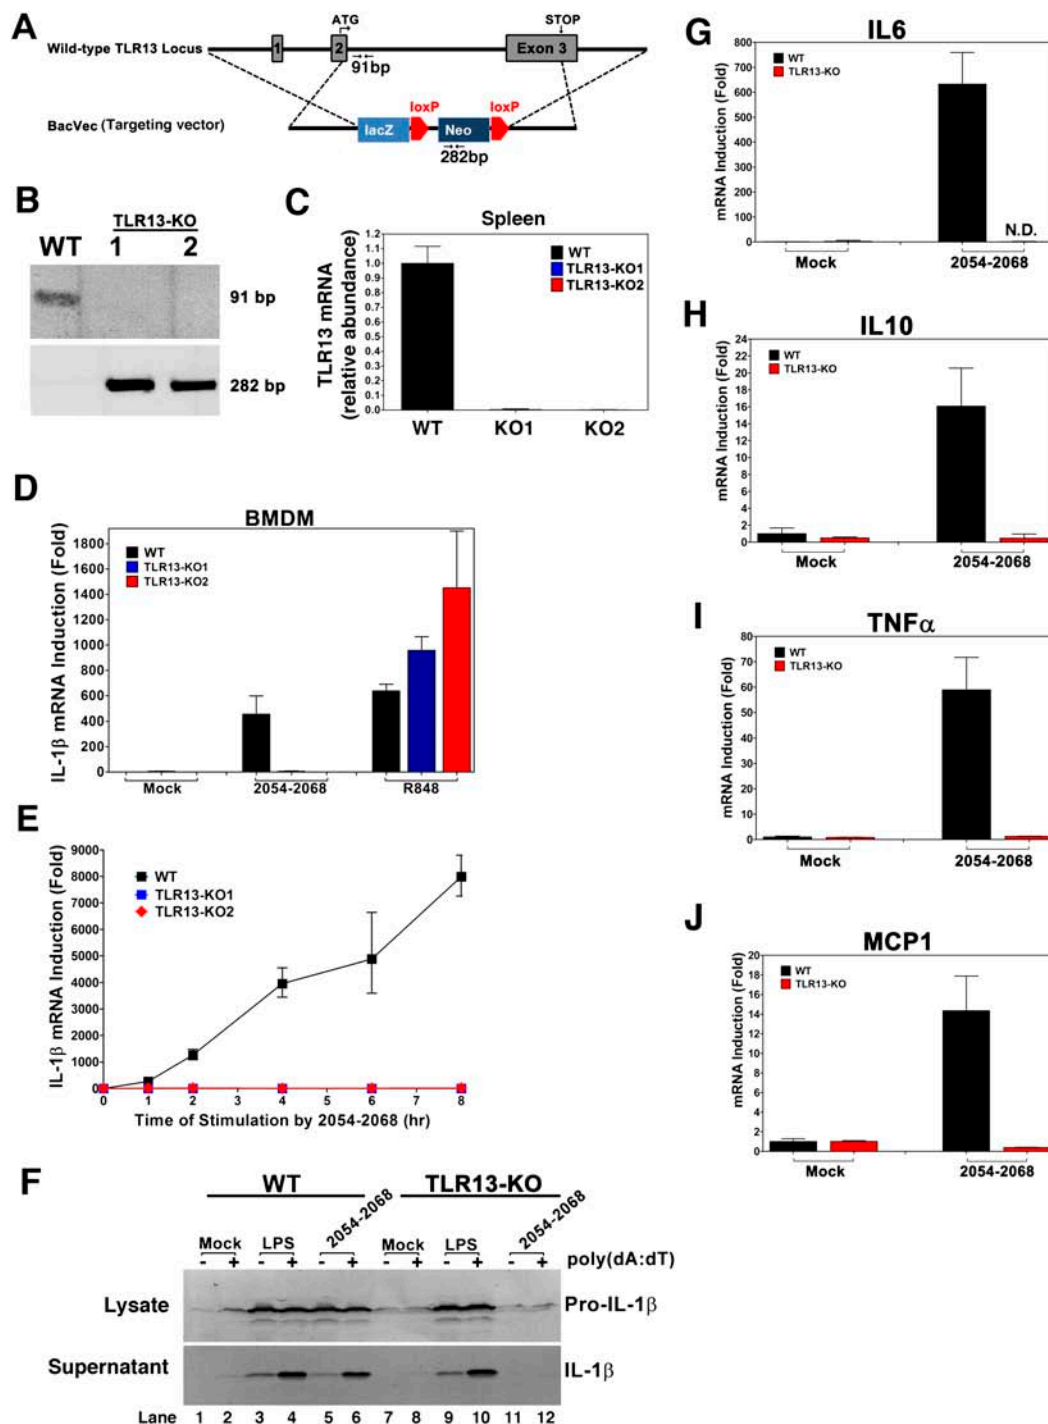 A
Wild-type TLR13 Locus
1
2
ATG
91bp
Exon 3
STOP
BacVec (Targeting vector)
lacZ
loxP
Neo
loxP
282bp
B
TLR13-KO
WT 1 2
91 bp
282 bp
C
Spleen
TLR13 mRNA
(relative abundance)
1.2
1.1
1.0
0.9
0.8
0.7
0.6
0.5
0.4
0.3
0.2
0.1
0.0
WT
TLR13-KO1
TLR13-KO2
WT KO1 KO2
D
BMDM
IL-1β mRNA Induction (Fold)
1800
1600
1400
1200
1000
800
600
400
200
0
WT
TLR13-KO1
TLR13-KO2
Mock 2054-2068 R848
E
IL-1β mRNA Induction (Fold)
9000
8000
7000
6000
5000
4000
3000
2000
1000
0
WT
TLR13-KO1
TLR13-KO2
0 1 2 3 4 5 6 7 8
Time of Stimulation by 2054-2068 (hr)
F
WT TLR13-KO
Mock LPS 2054-2068 Mock LPS 2054-2068
- + - + - + - + - + - + poly(dA:dT)
Lysate Pro-IL-1β
Supernatant IL-1β
Lane 1 2 3 4 5 6 7 8 9 10 11 12
G
IL6
mRNA Induction (Fold)
800
700
600
500
400
300
200
100
0
WT
TLR13-KO
N.D.
Mock 2054-2068
H
IL10
mRNA Induction (Fold)
24
22
20
18
16
14
12
10
8
6
4
2
0
WT
TLR13-KO
Mock 2054-2068
I
TNFα
mRNA Induction (Fold)
80
70
60
50
40
30
20
10
0
WT
TLR13-KO
Mock 2054-2068
J
MCP1
mRNA Induction (Fold)
20
18
16
14
12
10
8
6
4
2
0
WT
TLR13-KO
Mock 2054-2068